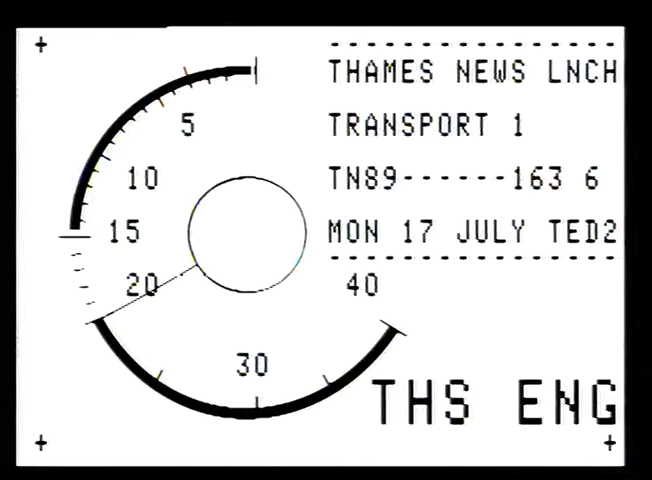 THAMES NEWS LNCH
TRANSPORT 1
TN89------163 6
MON 17 JULY TED2
5
10
15
20
30
40
THS ENG